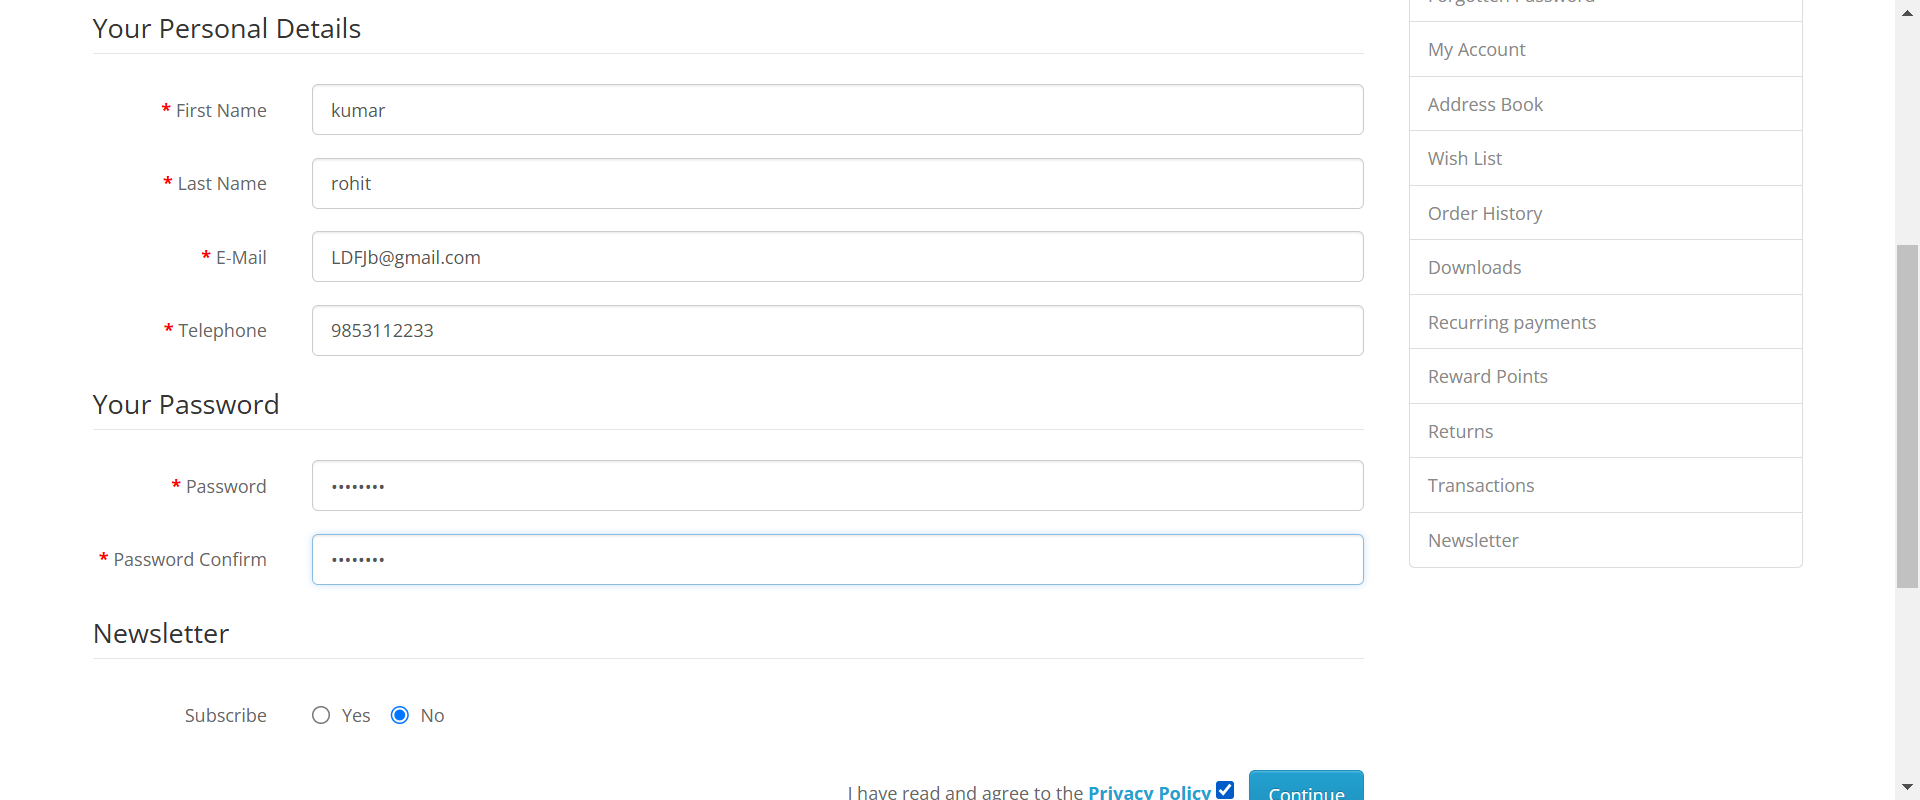 Your Personal Details
* First Name
kumar
* Last Name
rohit
* E-Mail
LDFJb@gmail.com
* Telephone
9853112233
Your Password
* Password
••••••••
* Password Confirm
••••••••
Newsletter
Subscribe
Yes No
I have read and agree to the Privacy Policy
Continue
Forgotten Password
My Account
Address Book
Wish List
Order History
Downloads
Recurring payments
Reward Points
Returns
Transactions
Newsletter